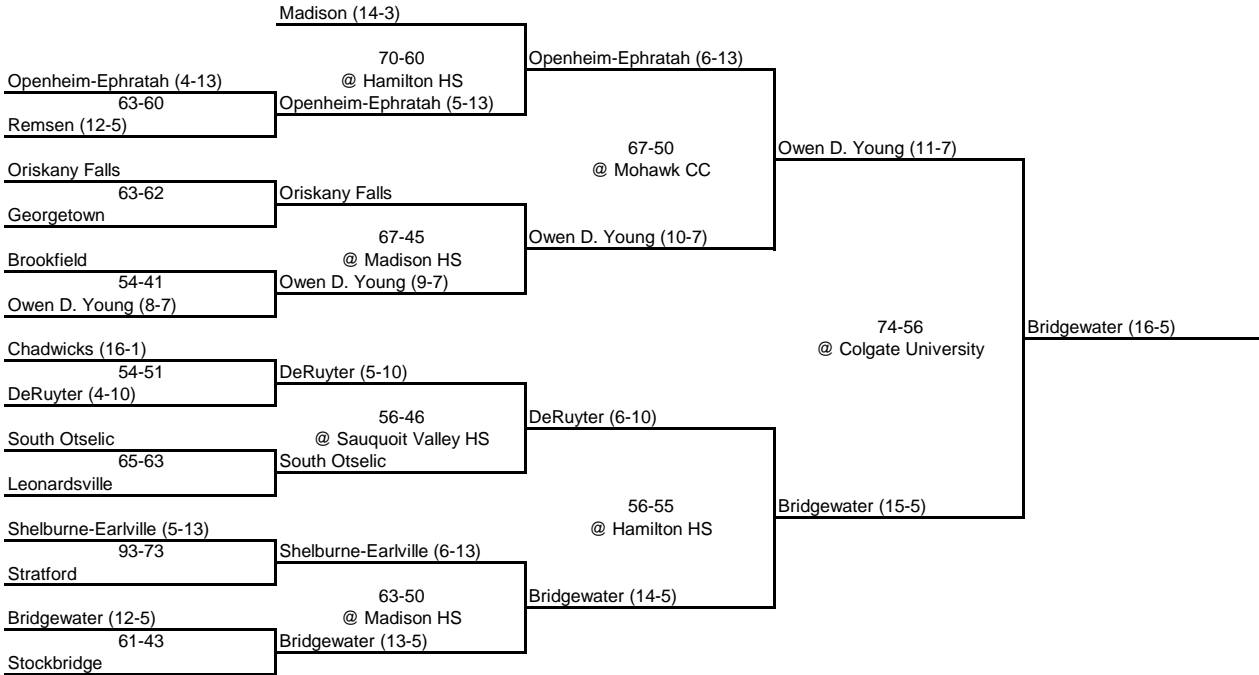 Madison (14-3)
70-60
@ Hamilton HS
Openheim-Ephratah (6-13)
Openheim-Ephratah (4-13)
63-60
Openheim-Ephratah (5-13)
Remsen (12-5)
67-50
@ Mohawk CC
Owen D. Young (11-7)
Oriskany Falls
63-62
Oriskany Falls
Georgetown
67-45
@ Madison HS
Owen D. Young (10-7)
Brookfield
54-41
Owen D. Young (9-7)
Owen D. Young (8-7)
74-56
@ Colgate University
Bridgewater (16-5)
Chadwicks (16-1)
54-51
DeRuyter (5-10)
DeRuyter (4-10)
56-46
@ Sauquoit Valley HS
DeRuyter (6-10)
South Otselic
65-63
South Otselic
Leonardsville
56-55
@ Hamilton HS
Bridgewater (15-5)
Shelburne-Earlville (5-13)
93-73
Shelburne-Earlville (6-13)
Stratford
63-50
@ Madison HS
Bridgewater (14-5)
Bridgewater (12-5)
61-43
Bridgewater (13-5)
Stockbridge